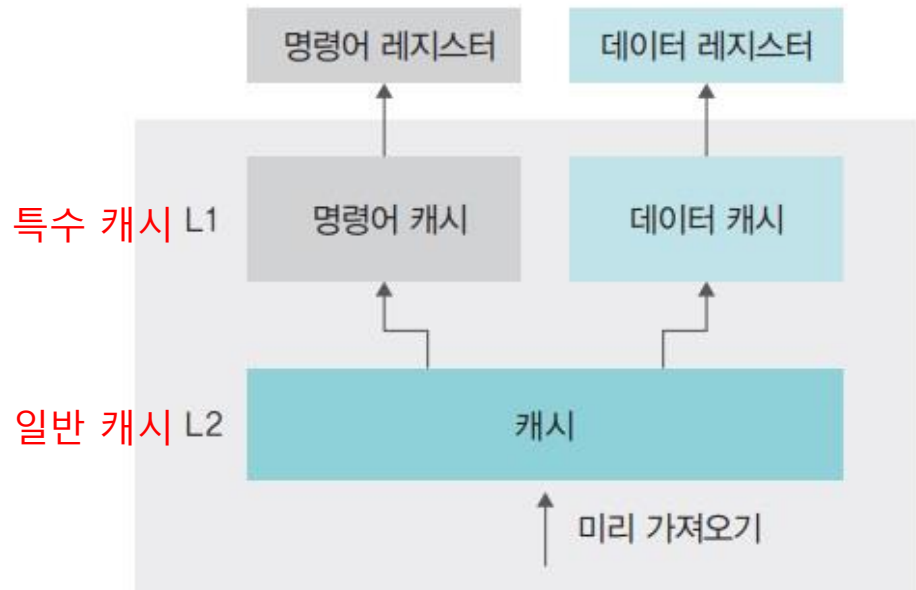 명령어 레지스터
데이터 레지스터
특수 캐시 L1
명령어 캐시
데이터 캐시
일반 캐시 L2
캐시
미리 가져오기